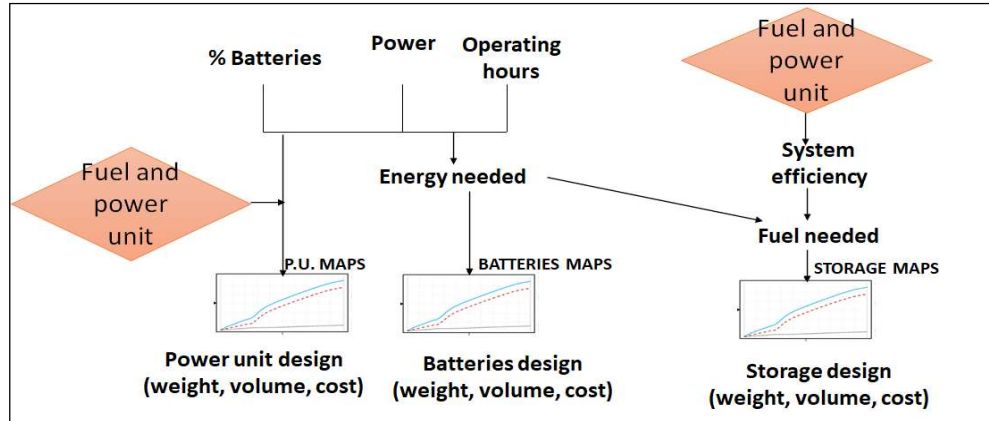 % Batteries
Power
Operating
hours
Fuel and
power
unit
Fuel and
power
unit
Energy needed
System
efficiency
Fuel needed
P.U. MAPS
BATTERIES MAPS
STORAGE MAPS
Power unit design
(weight, volume, cost)
Batteries design
(weight, volume, cost)
Storage design
(weight, volume, cost)